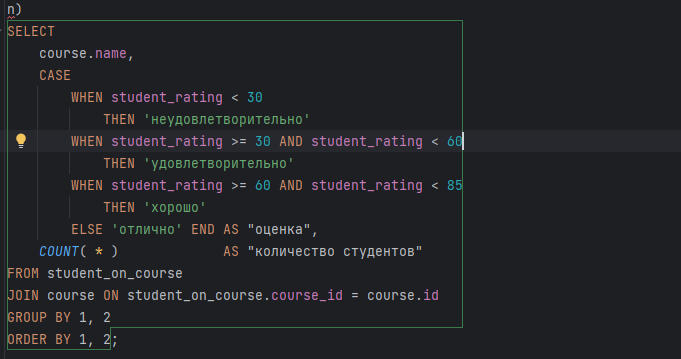 n)
SELECT
    course.name,
    CASE
        WHEN student_rating < 30
            THEN 'неудовлетворительно'
        WHEN student_rating >= 30 AND student_rating < 60
            THEN 'удовлетворительно'
        WHEN student_rating >= 60 AND student_rating < 85
            THEN 'хорошо'
        ELSE 'отлично' END AS "оценка",
    COUNT( * )             AS "количество студентов"
FROM student_on_course
JOIN course ON student_on_course.course_id = course.id
GROUP BY 1, 2
ORDER BY 1, 2;